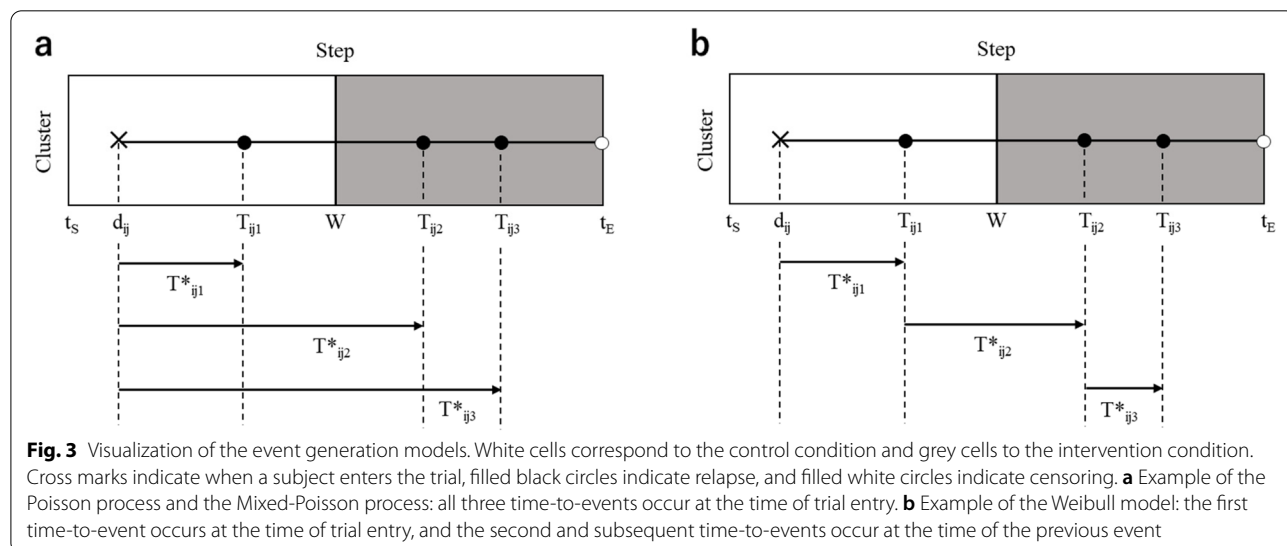 a
Step
Cluster
t_S d_ij T_ij1 W T_ij2 T_ij3 t_E
T*_ij1
T*_ij2
T*_ij3
b
Step
Cluster
t_S d_ij T_ij1 W T_ij2 T_ij3 t_E
T*_ij1
T*_ij2
T*_ij3
Fig. 3 Visualization of the event generation models. White cells correspond to the control condition and grey cells to the intervention condition.
Cross marks indicate when a subject enters the trial, filled black circles indicate relapse, and filled white circles indicate censoring. a Example of the
Poisson process and the Mixed-Poisson process: all three time-to-events occur at the time of trial entry. b Example of the Weibull model: the first
time-to-event occurs at the time of trial entry, and the second and subsequent time-to-events occur at the time of the previous event